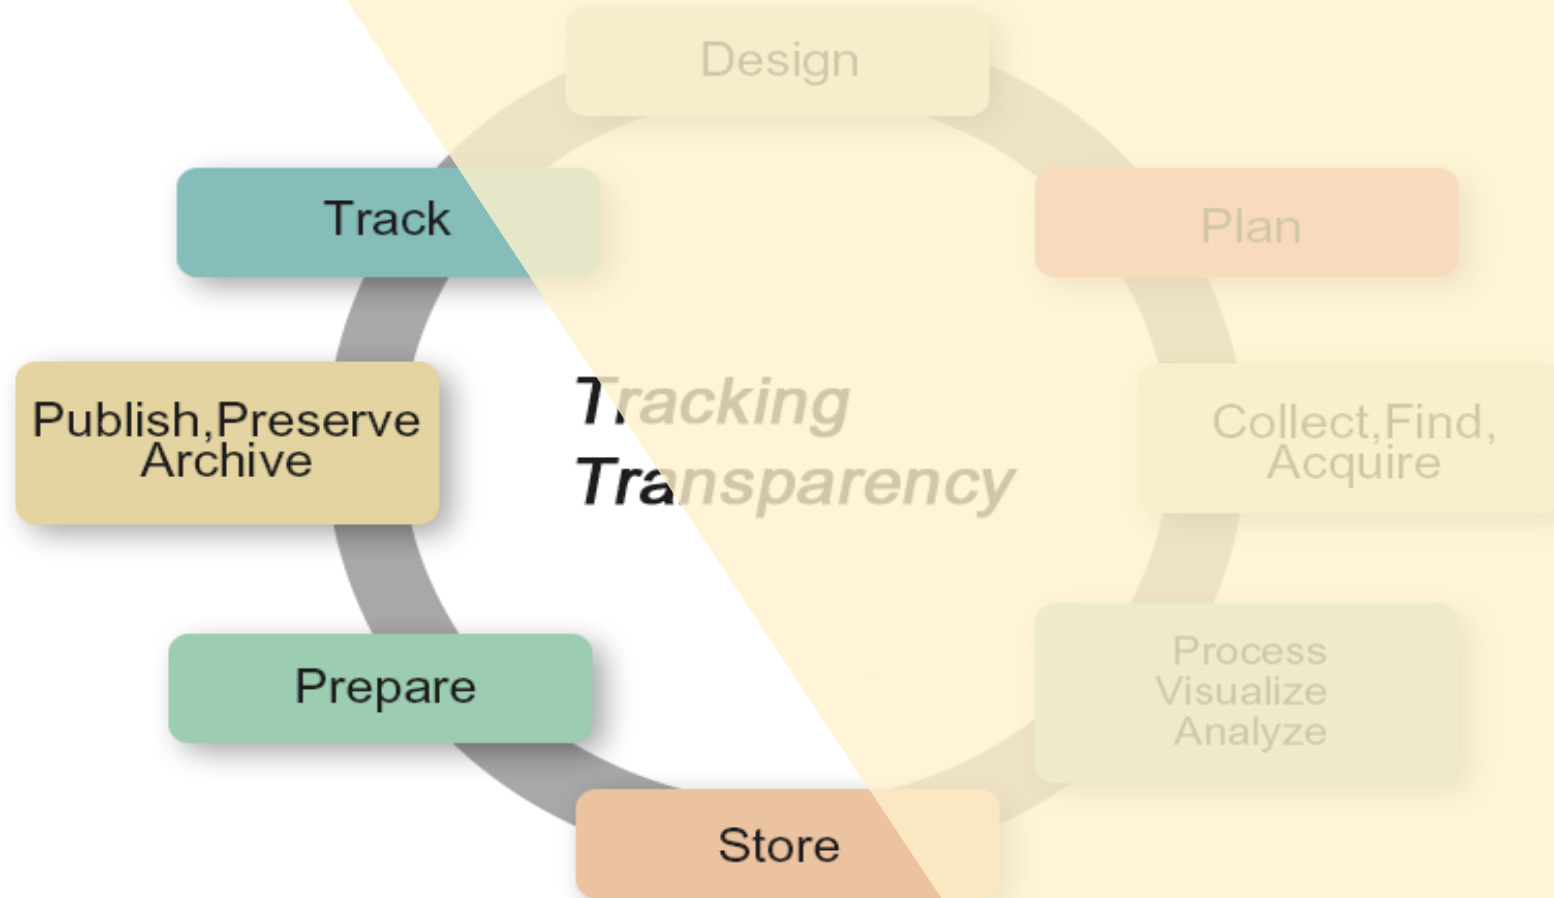 Design
Track
Plan
Publish,Preserve
Archive
Tracking
Transparency
Collect,Find,
Acquire
Process
Visualize
Analyze
Prepare
Store